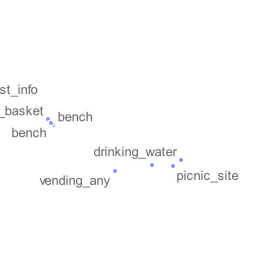 st_info
_basket
bench
bench
drinking_water
picnic_site
vending_any